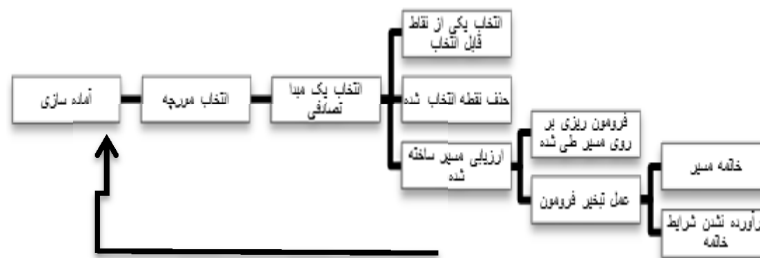 آماده سازی
انتخاب مورچه
انتخاب یک مبدا
تصادفی
انتخاب یکی از نقاط
قابل انتخاب
حذف نقطه انتخاب شده
ارزیابی مسیر ساخته
شده
فرومون ریزی بر
روی مسیر طی شده
عمل تبخیر فرومون
خاتمه مسیر
برآورده نشدن شرایط
خاتمه